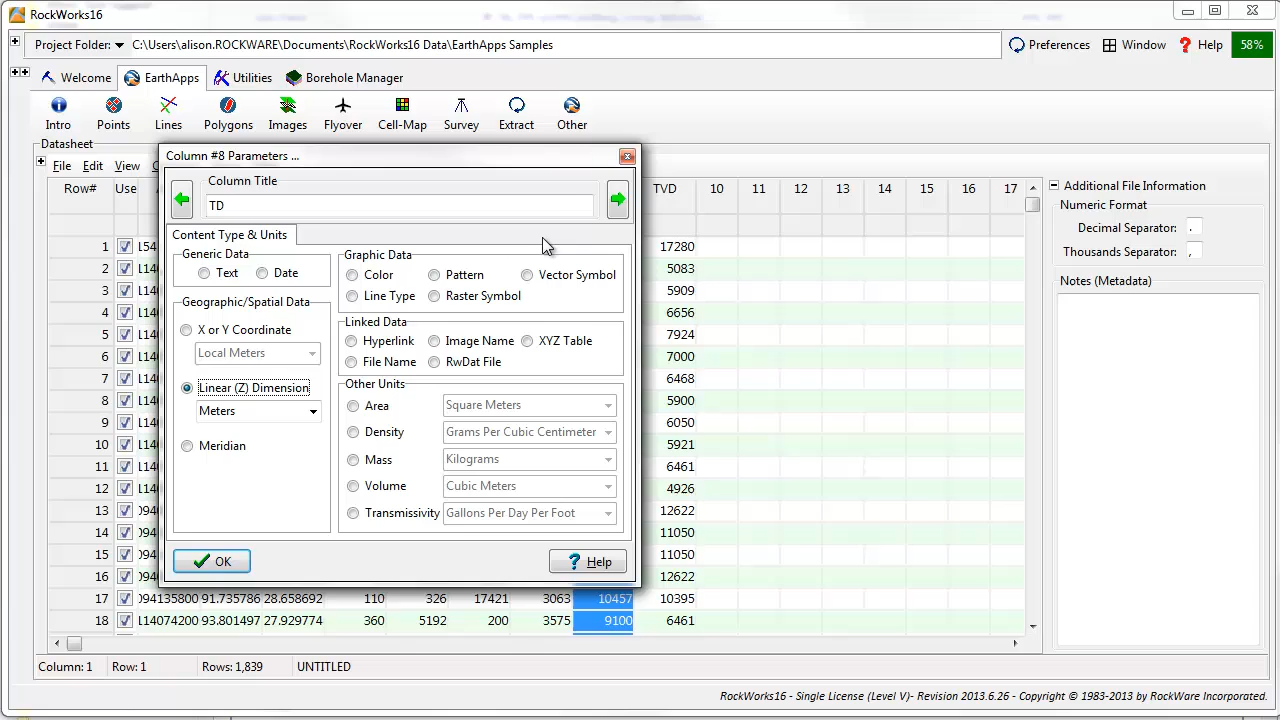 RockWorks16
Project Folder: C:\Users\alison.ROCKWARE\Documents\RockWorks16 Data\EarthApps Samples Preferences Window Help 58%
Welcome EarthApps Utilities Borehole Manager
Intro Points Lines Polygons Images Flyover Cell-Map Survey Extract Other
Datasheet
File Edit View
Row# Use TVD 10 11 12 13 14 15 16 17
Column #8 Parameters ...
Column Title
TD
Content Type & Units
Generic Data
Text Date
Geographic/Spatial Data
X or Y Coordinate
Local Meters
Linear (Z) Dimension
Meters
Meridian
Graphic Data
Color Pattern Vector Symbol
Line Type Raster Symbol
Linked Data
Hyperlink Image Name XYZ Table
File Name RwDat File
Other Units
Area Square Meters
Density Grams Per Cubic Centimeter
Mass Kilograms
Volume Cubic Meters
Transmissivity Gallons Per Day Per Foot
OK Help
1 17280
2 5083
3 5909
4 6656
5 7924
6 7000
7 6468
8 5900
9 6050
10 5921
11 6461
12 4926
13 12622
14 11050
15 11050
16 12622
17 094135800 91.735786 28.658692 110 326 17421 3063 10457 10395
18 114074200 93.801497 27.929774 360 5192 200 3575 9100 6461
Additional File Information
Numeric Format
Decimal Separator: .
Thousands Separator: ,
Notes (Metadata)
Column: 1 Row: 1 Rows: 1,839 UNTITLED
RockWorks16 - Single License (Level V)- Revision 2013.6.26 - Copyright © 1983-2013 by RockWare Incorporated.